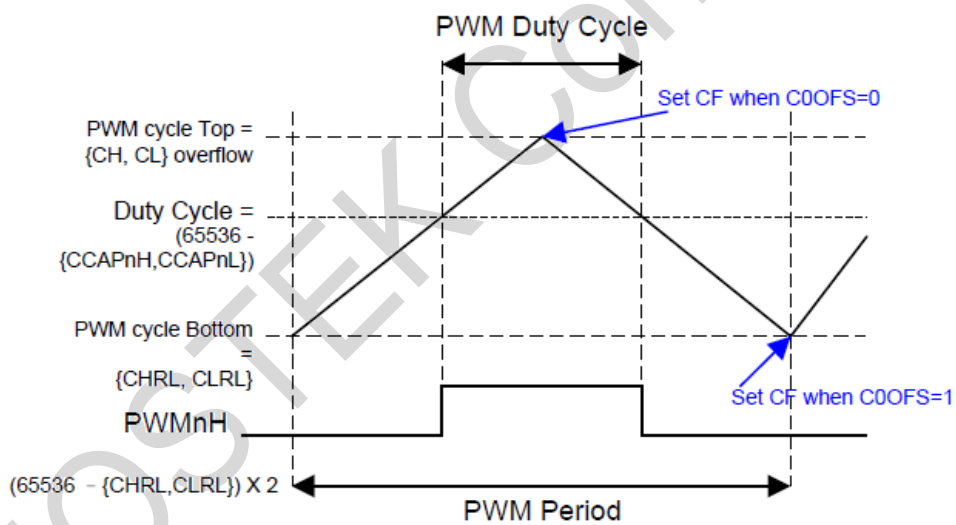 PWM Duty Cycle
Set CF when C0OFS=0
PWM cycle Top =
{CH, CL} overflow
Duty Cycle =
(65536 -
{CCAPnH,CCAPnL})
PWM cycle Bottom
=
{CHRL, CLRL}
Set CF when C0OFS=1
PWMnH
(65536 - {CHRL,CLRL}) X 2
PWM Period